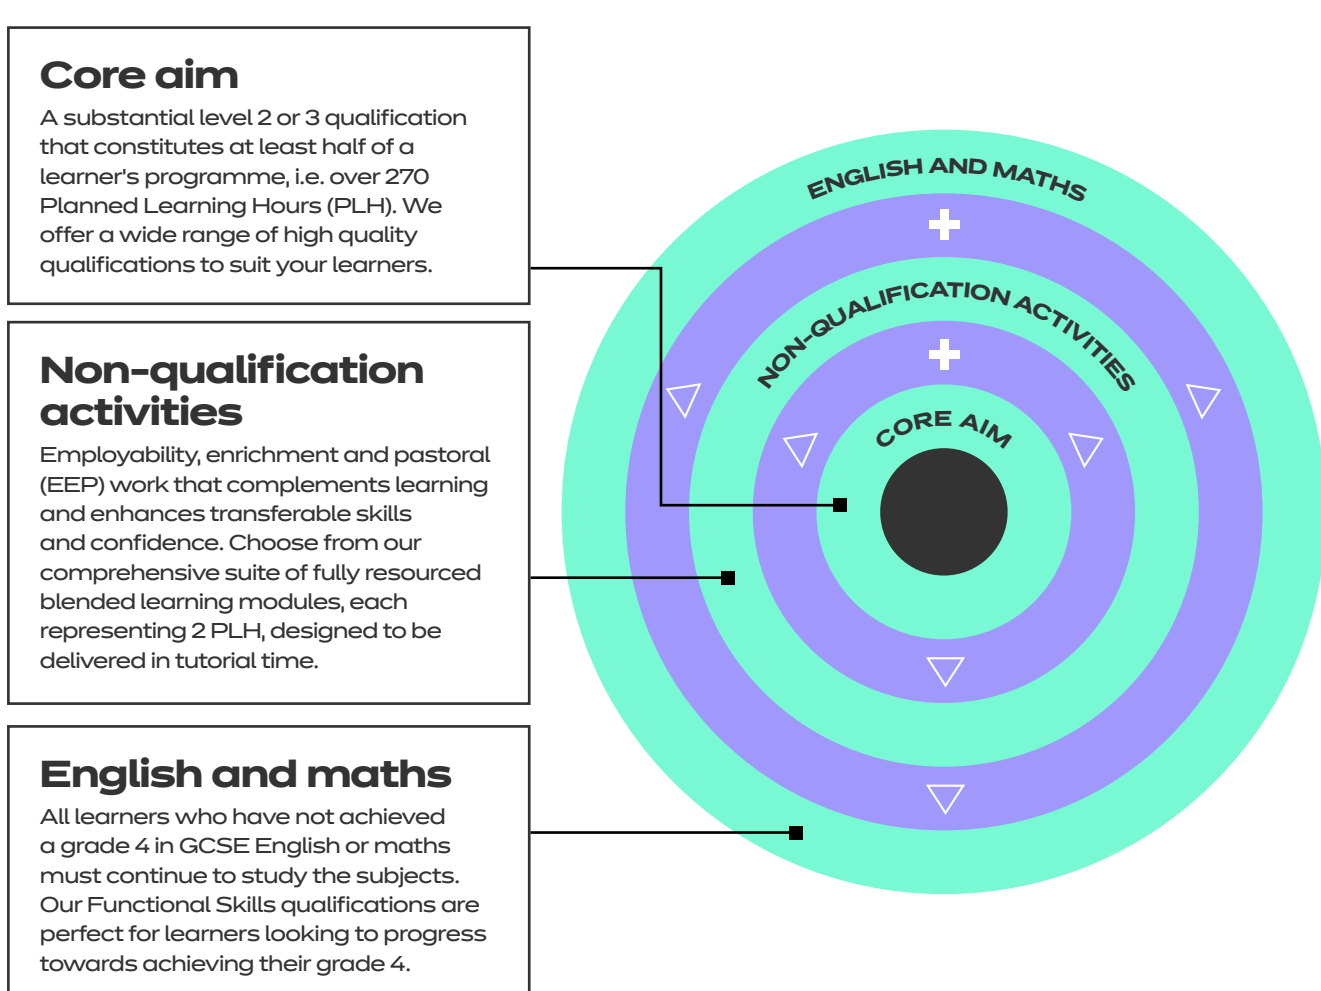 Core aim
A substantial level 2 or 3 qualification
that constitutes at least half of a
learner's programme, i.e. over 270
Planned Learning Hours (PLH). We
offer a wide range of high quality
qualifications to suit your learners.
Non-qualification
activities
Employability, enrichment and pastoral
(EEP) work that complements learning
and enhances transferable skills
and confidence. Choose from our
comprehensive suite of fully resourced
blended learning modules, each
representing 2 PLH, designed to be
delivered in tutorial time.
English and maths
All learners who have not achieved
a grade 4 in GCSE English or maths
must continue to study the subjects.
Our Functional Skills qualifications are
perfect for learners looking to progress
towards achieving their grade 4.
ENGLISH AND MATHS
NON-QUALIFICATION ACTIVITIES
CORE AIM